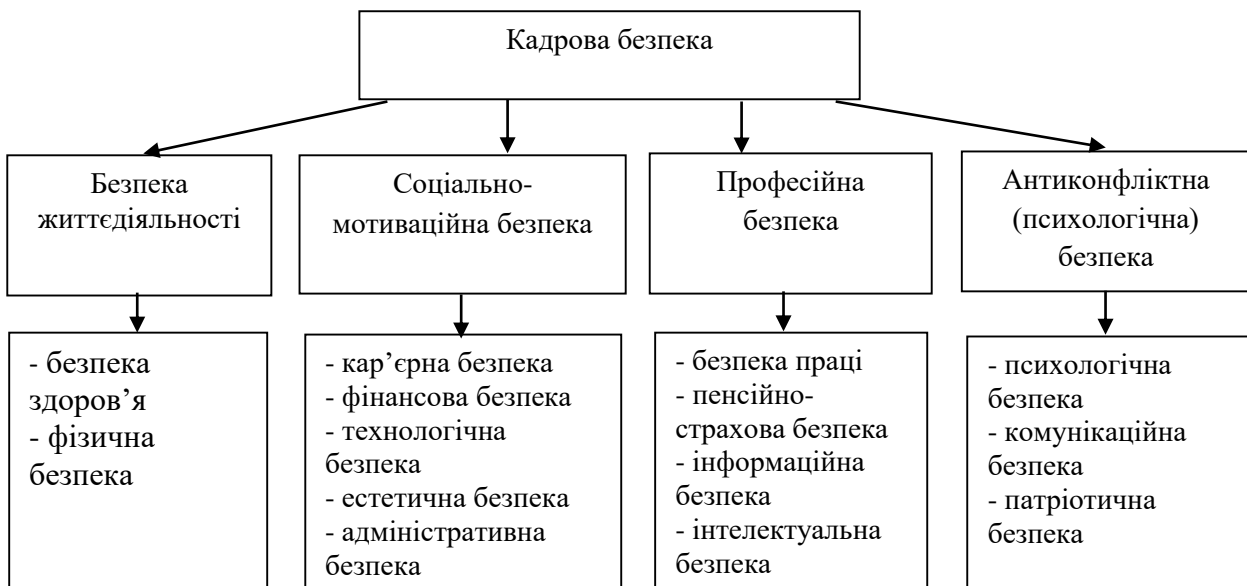 Кадрова безпека
Безпека
життєдіяльності
Соціально-
мотиваційна безпека
Професійна
безпека
Антиконфліктна
(психологічна)
безпека
- безпека
здоров’я
- фізична
безпека
- кар’єрна безпека
- фінансова безпека
- технологічна
безпека
- естетична безпека
- адміністративна
безпека
- безпека праці
- пенсійно-
страхова безпека
- інформаційна
безпека
- інтелектуальна
безпека
- психологічна
безпека
- комунікаційна
безпека
- патріотична
безпека